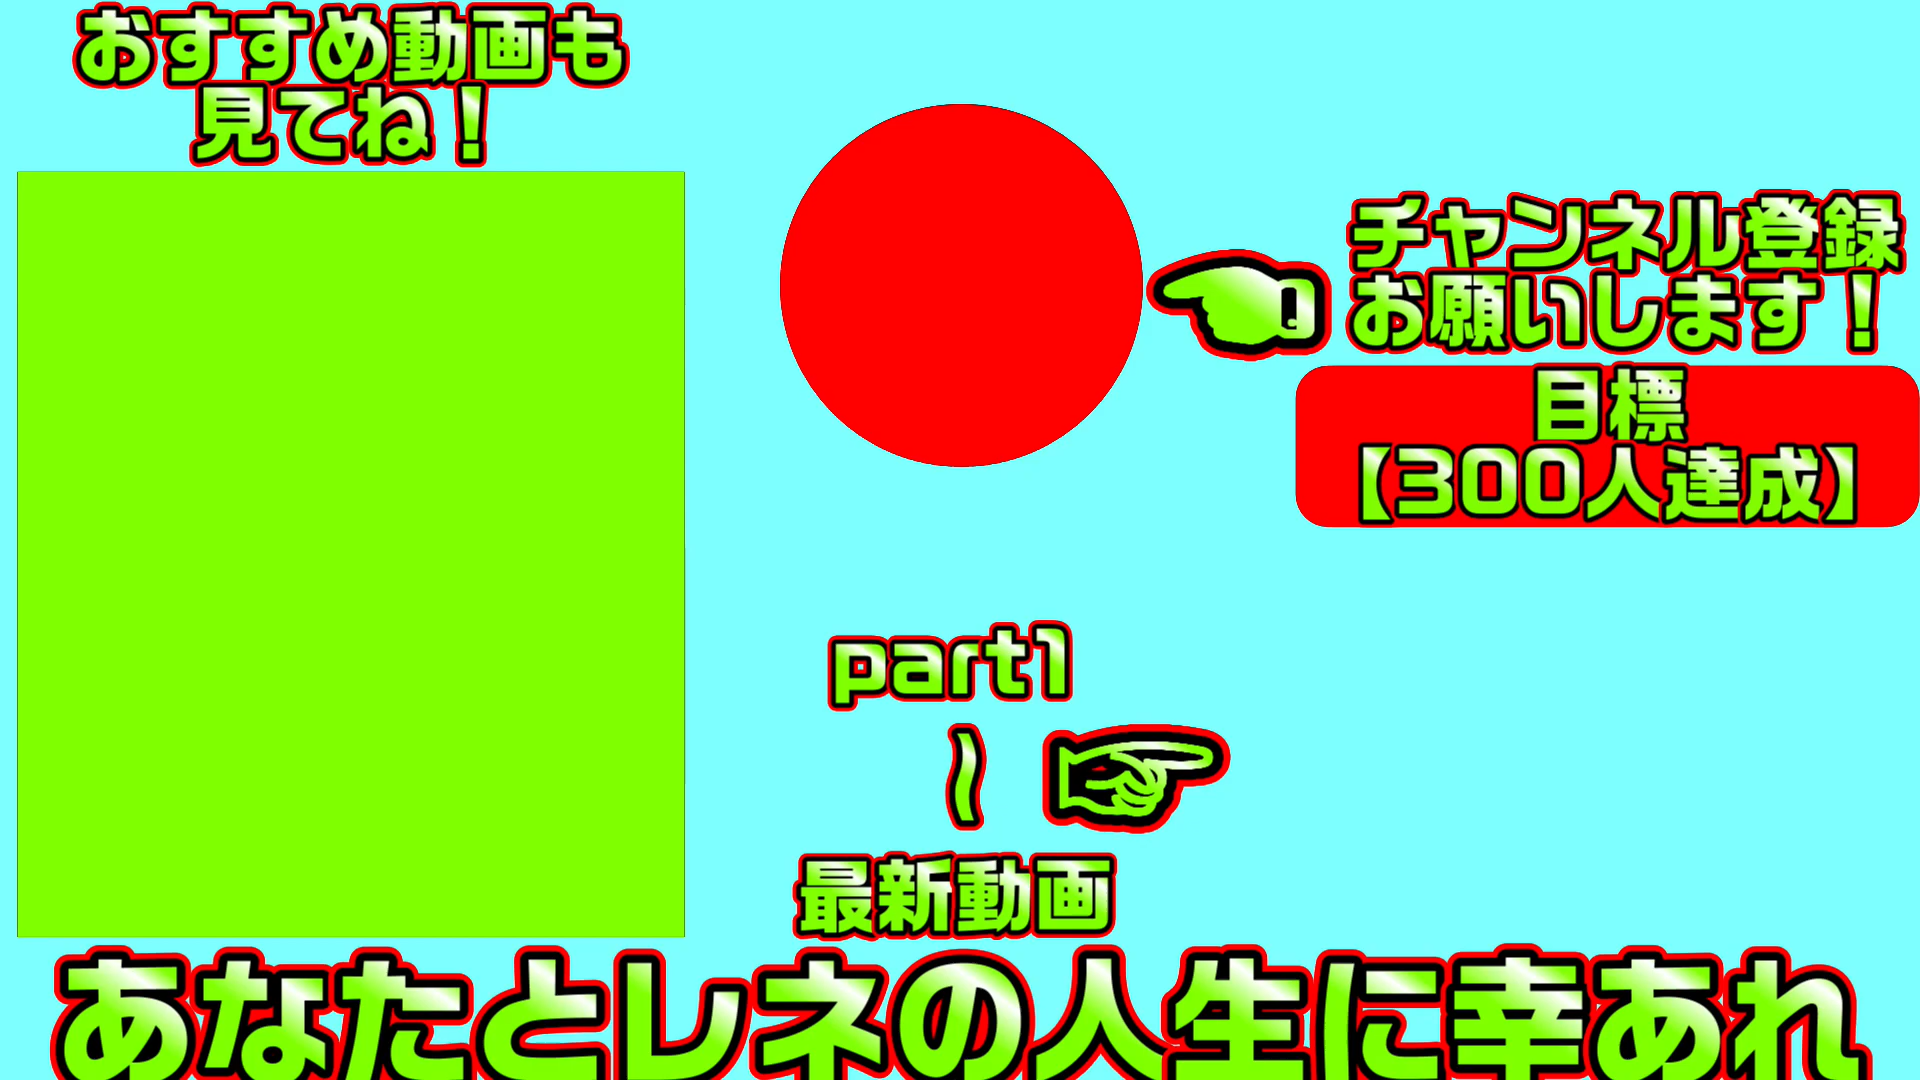 おすすめ動画も
見てね！
チャンネル登録
お願いします！
目標
【300人達成】
part1
〜
最新動画
あなたとレネの人生に幸あれ